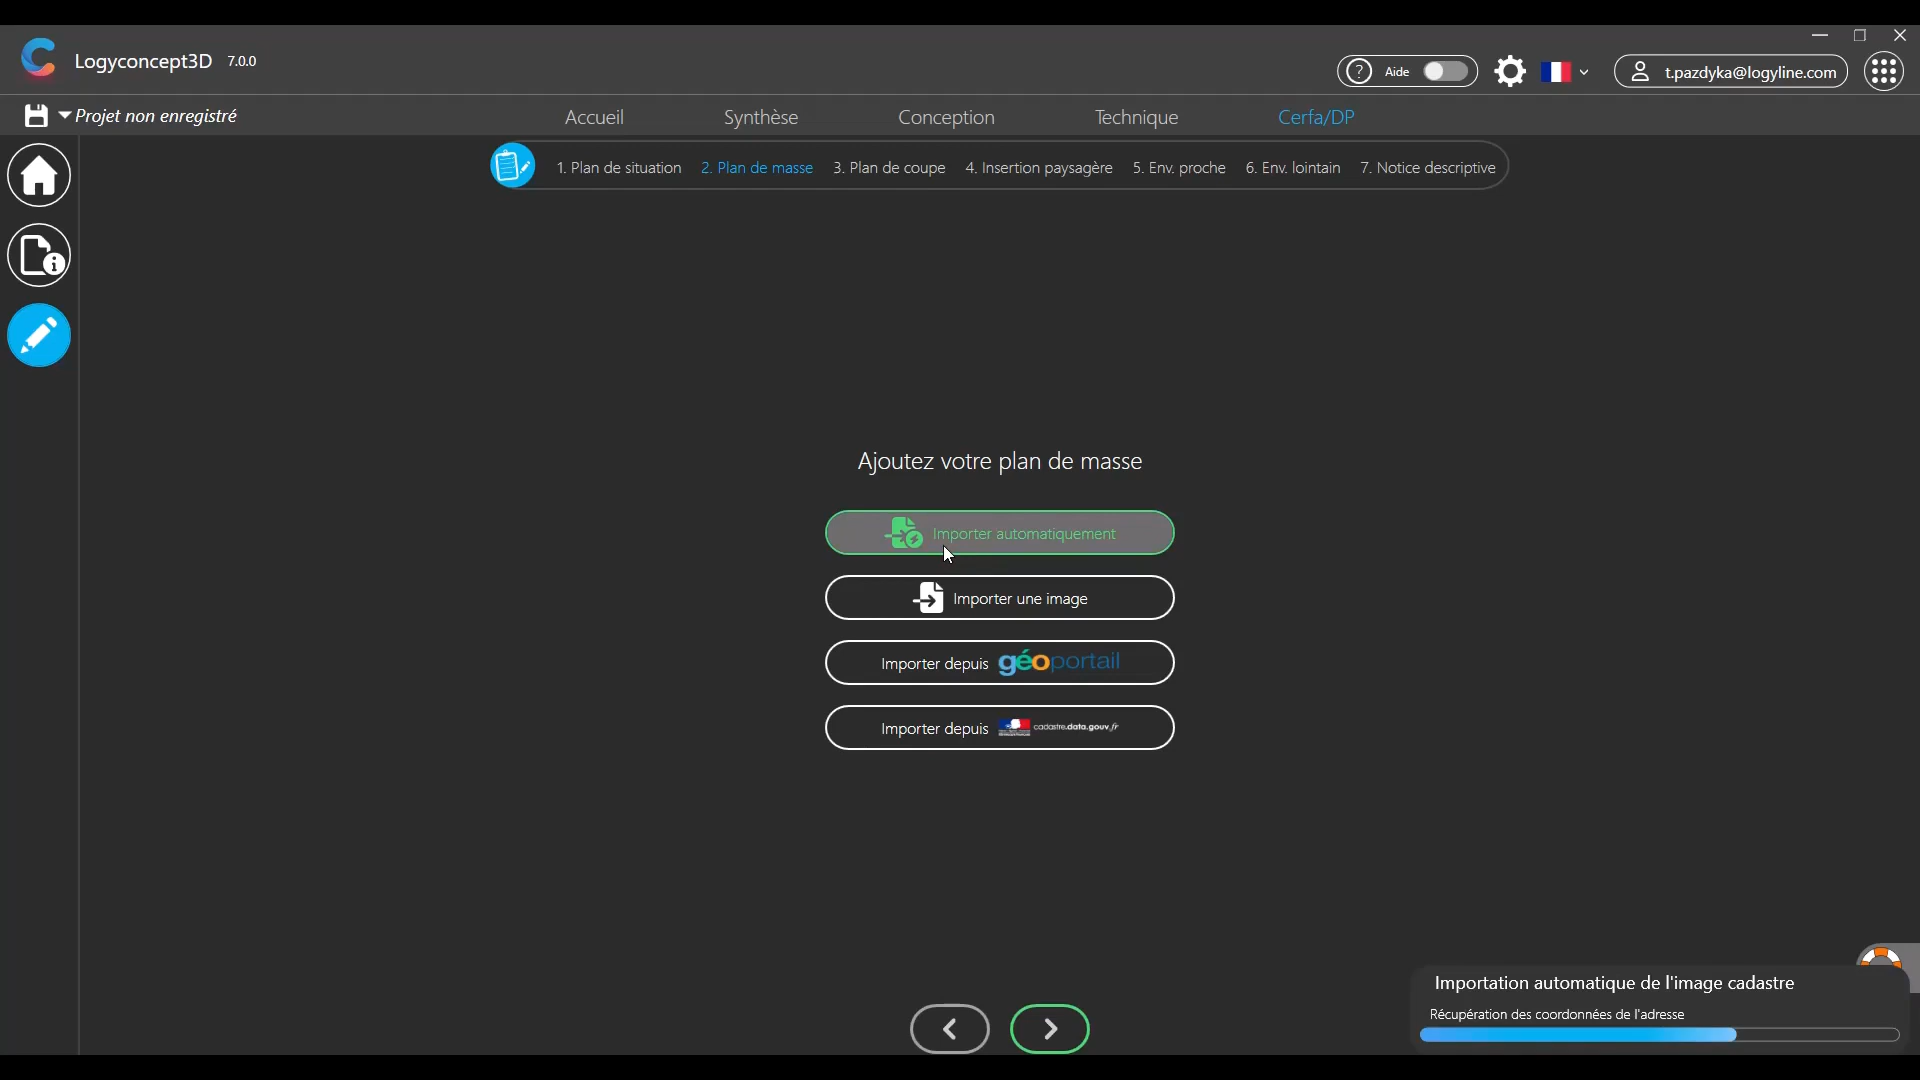 Logyconcept3D 7.0.0
? Aide
t.pazdyka@logyline.com
Projet non enregistré
Accueil Synthèse Conception Technique Cerfa/DP
1. Plan de situation 2. Plan de masse 3. Plan de coupe 4. Insertion paysagère 5. Env. proche 6. Env. lointain 7. Notice descriptive
Ajoutez votre plan de masse
Importer automatiquement
Importer une image
Importer depuis géoportail
Importer depuis cadastre.data.gouv.fr
Importation automatique de l'image cadastre
Récupération des coordonnées de l'adresse